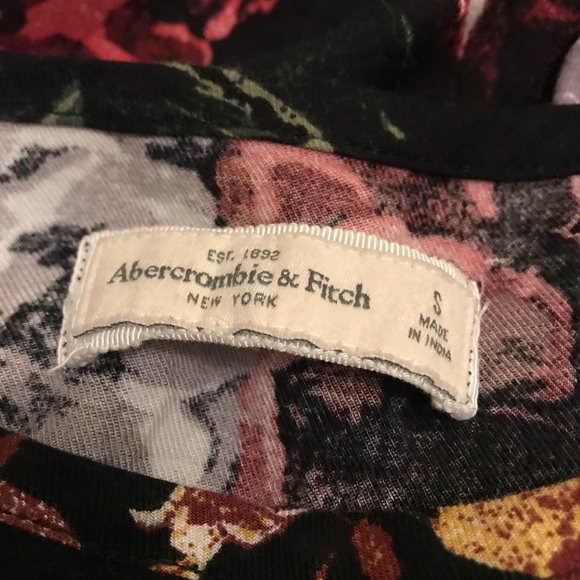 EST. 1892
Abercrombie & Fitch
NEW YORK
S
MADE
IN INDIA